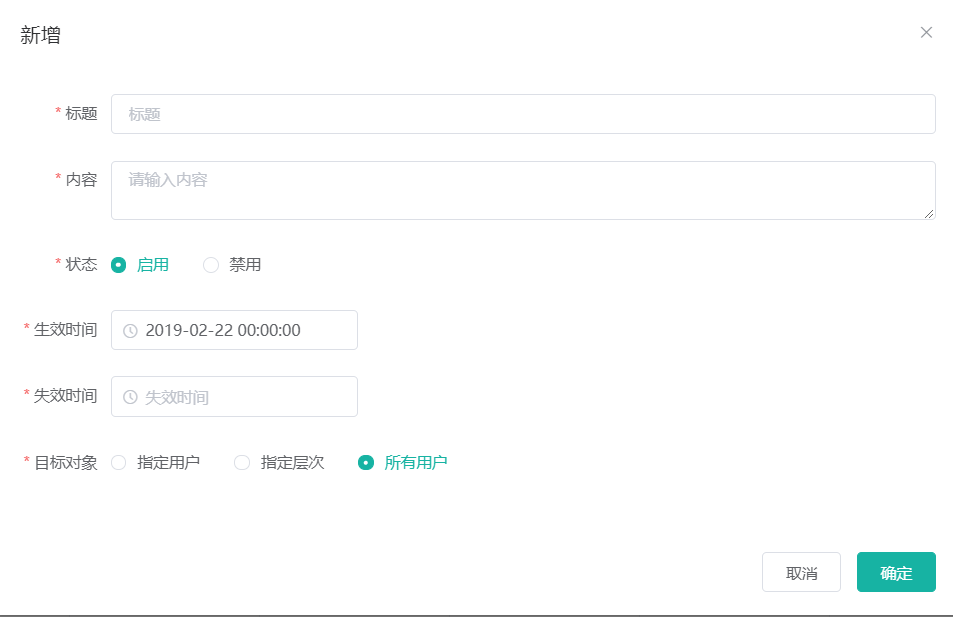 新增
* 标题 标题
* 内容 请输入内容
* 状态 启用 禁用
* 生效时间 2019-02-22 00:00:00
* 失效时间 失效时间
* 目标对象 指定用户 指定层次 所有用户
取消 确定